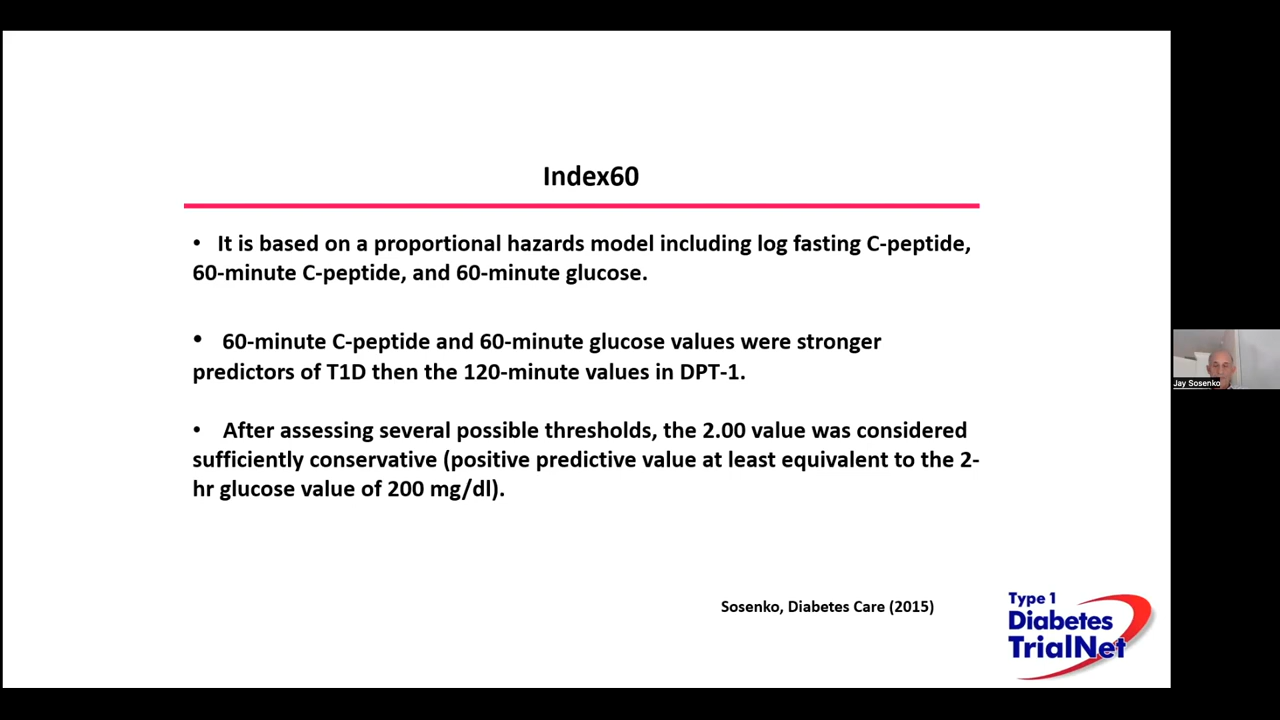 Index60
• It is based on a proportional hazards model including log fasting C-peptide,
60-minute C-peptide, and 60-minute glucose.
• 60-minute C-peptide and 60-minute glucose values were stronger
predictors of T1D then the 120-minute values in DPT-1.
• After assessing several possible thresholds, the 2.00 value was considered
sufficiently conservative (positive predictive value at least equivalent to the 2-
hr glucose value of 200 mg/dl).
Sosenko, Diabetes Care (2015)
Type 1
Diabetes
TrialNet
Jay Sosenko